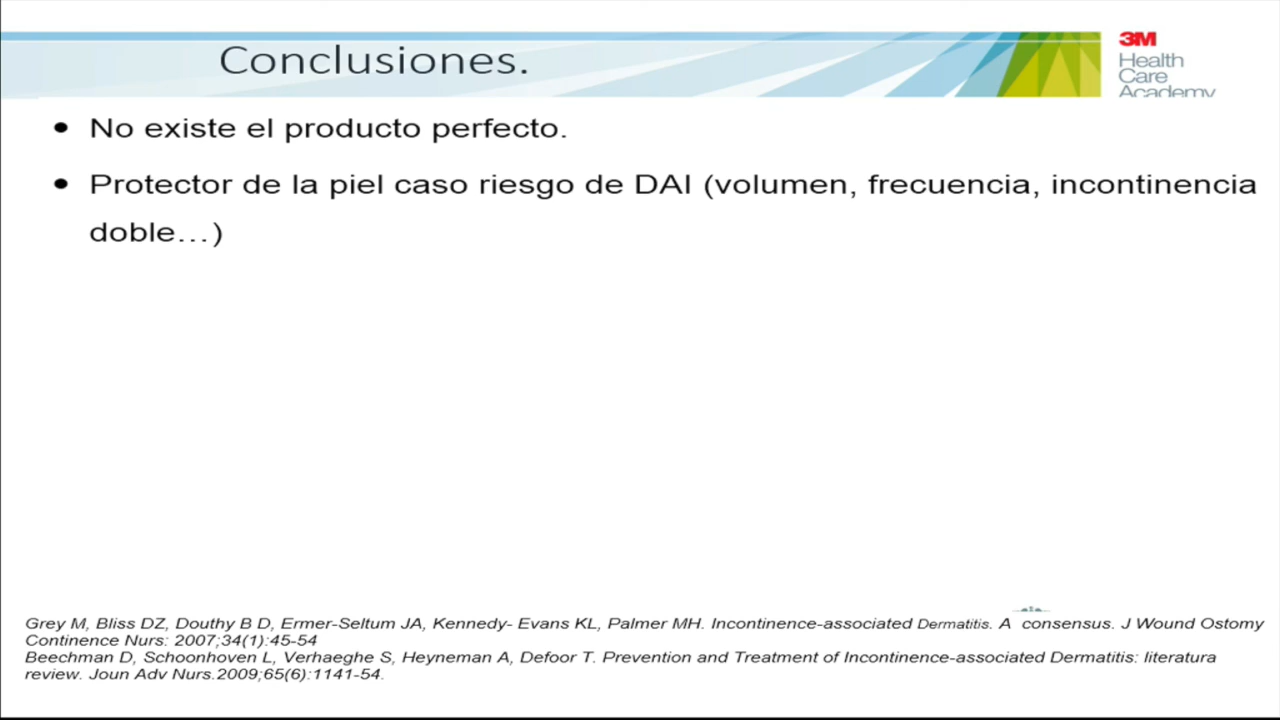 Conclusiones.
3M
Health
Care
Academy
• No existe el producto perfecto.
• Protector de la piel caso riesgo de DAI (volumen, frecuencia, incontinencia
doble…)
Grey M, Bliss DZ, Douthy B D, Ermer-Seltum JA, Kennedy- Evans KL, Palmer MH. Incontinence-associated Dermatitis. A consensus. J Wound Ostomy
Continence Nurs: 2007;34(1):45-54
Beechman D, Schoonhoven L, Verhaeghe S, Heyneman A, Defoor T. Prevention and Treatment of Incontinence-associated Dermatitis: literatura
review. Joun Adv Nurs.2009;65(6):1141-54.